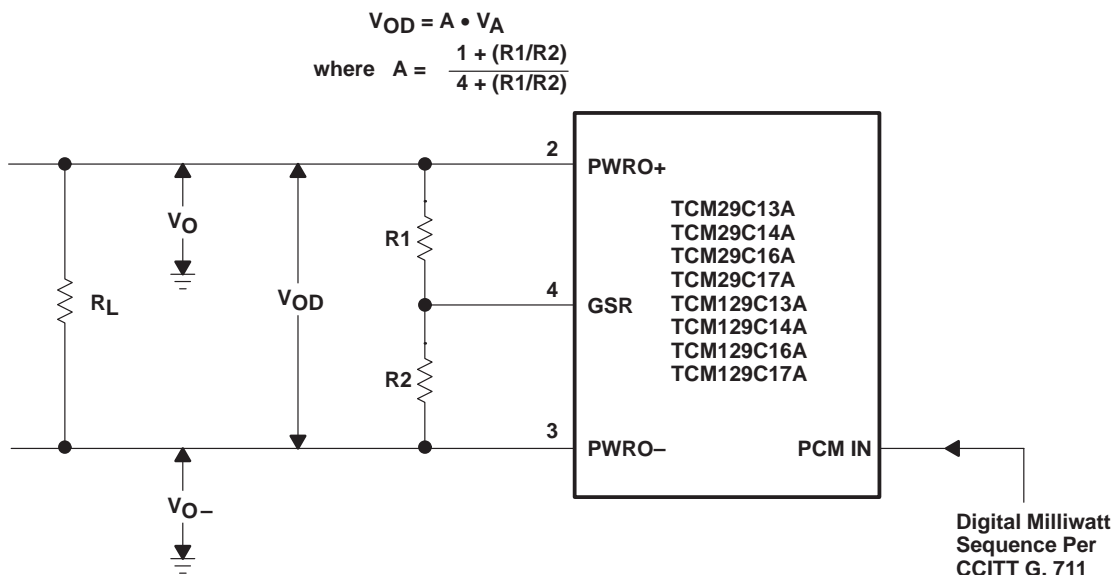 VOD = A • VA
where A = 1 + (R1/R2)
4 + (R1/R2)
2
PWRO+
TCM29C13A
TCM29C14A
TCM29C16A
TCM29C17A
TCM129C13A
TCM129C14A
TCM129C16A
TCM129C17A
VO
R1
RL
VOD
4
GSR
R2
3
PWRO–
PCM IN
VO–
Digital Milliwatt
Sequence Per
CCITT G. 711